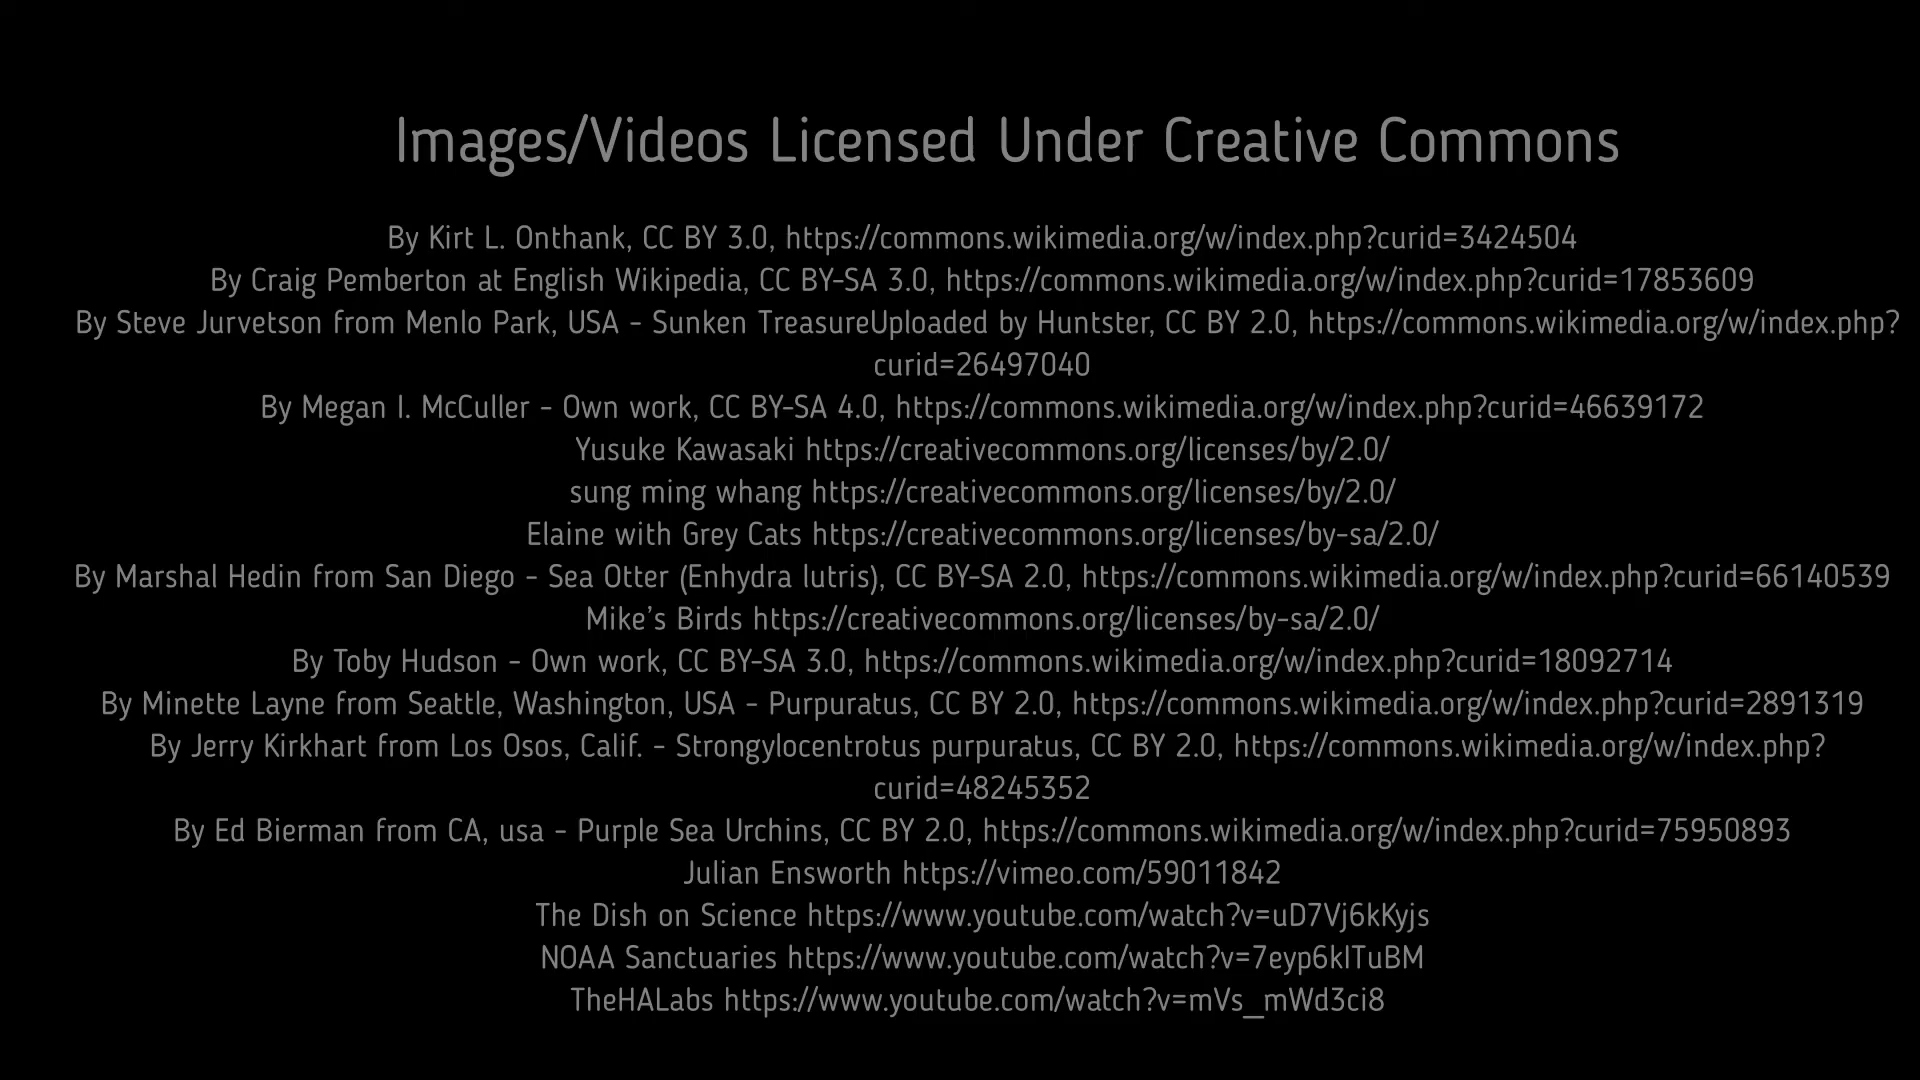 Images/Videos Licensed Under Creative Commons
By Kirt L. Onthank, CC BY 3.0, https://commons.wikimedia.org/w/index.php?curid=3424504
By Craig Pemberton at English Wikipedia, CC BY-SA 3.0, https://commons.wikimedia.org/w/index.php?curid=17853609
By Steve Jurvetson from Menlo Park, USA - Sunken TreasureUploaded by Huntster, CC BY 2.0, https://commons.wikimedia.org/w/index.php?
curid=26497040
By Megan I. McCuller - Own work, CC BY-SA 4.0, https://commons.wikimedia.org/w/index.php?curid=46639172
Yusuke Kawasaki https://creativecommons.org/licenses/by/2.0/
sung ming whang https://creativecommons.org/licenses/by/2.0/
Elaine with Grey Cats https://creativecommons.org/licenses/by-sa/2.0/
By Marshal Hedin from San Diego - Sea Otter (Enhydra lutris), CC BY-SA 2.0, https://commons.wikimedia.org/w/index.php?curid=66140539
Mike's Birds https://creativecommons.org/licenses/by-sa/2.0/
By Toby Hudson - Own work, CC BY-SA 3.0, https://commons.wikimedia.org/w/index.php?curid=18092714
By Minette Layne from Seattle, Washington, USA - Purpuratus, CC BY 2.0, https://commons.wikimedia.org/w/index.php?curid=2891319
By Jerry Kirkhart from Los Osos, Calif. - Strongylocentrotus purpuratus, CC BY 2.0, https://commons.wikimedia.org/w/index.php?
curid=48245352
By Ed Bierman from CA, usa - Purple Sea Urchins, CC BY 2.0, https://commons.wikimedia.org/w/index.php?curid=75950893
Julian Ensworth https://vimeo.com/59011842
The Dish on Science https://www.youtube.com/watch?v=uD7Vj6kKyjs
NOAA Sanctuaries https://www.youtube.com/watch?v=7eyp6kITuBM
TheHALabs https://www.youtube.com/watch?v=mVs_mWd3ci8